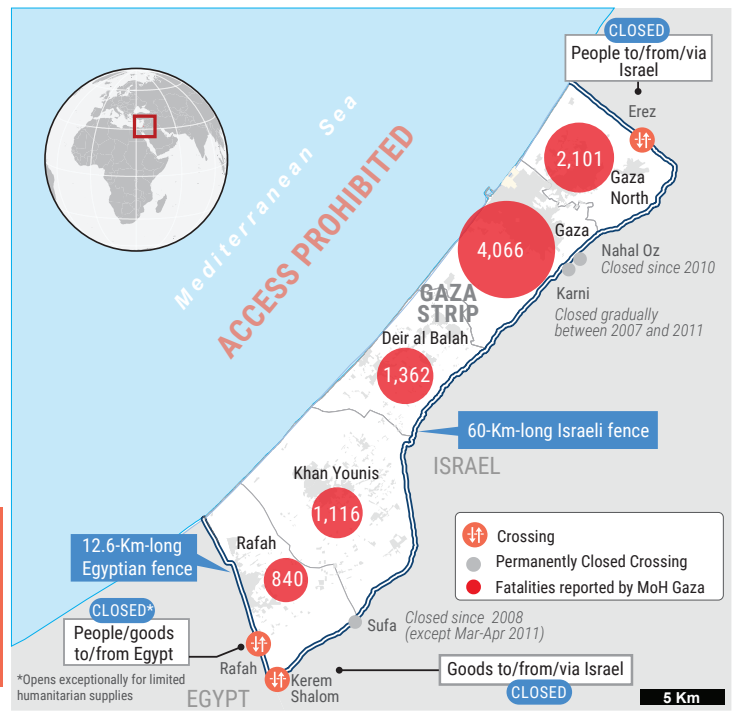 CLOSED
People to/from/via
Israel
Erez
2,101
Gaza
North
Mediterranean Sea
ACCESS PROHIBITED
Gaza
4,066
Nahal Oz
Closed since 2010
Karni
Closed gradually
between 2007 and 2011
GAZA
STRIP
Deir al Balah
1,362
60-Km-long Israeli fence
ISRAEL
Khan Younis
1,116
Crossing
Permanently Closed Crossing
Fatalities reported by MoH Gaza
12.6-Km-long
Egyptian fence
Rafah
840
CLOSED*
People/goods
to/from Egypt
Sufa
Closed since 2008
(except Mar-Apr 2011)
Rafah
*Opens exceptionally for limited
humanitarian supplies
EGYPT
Kerem
Shalom
Goods to/from/via Israel
CLOSED
5 Km